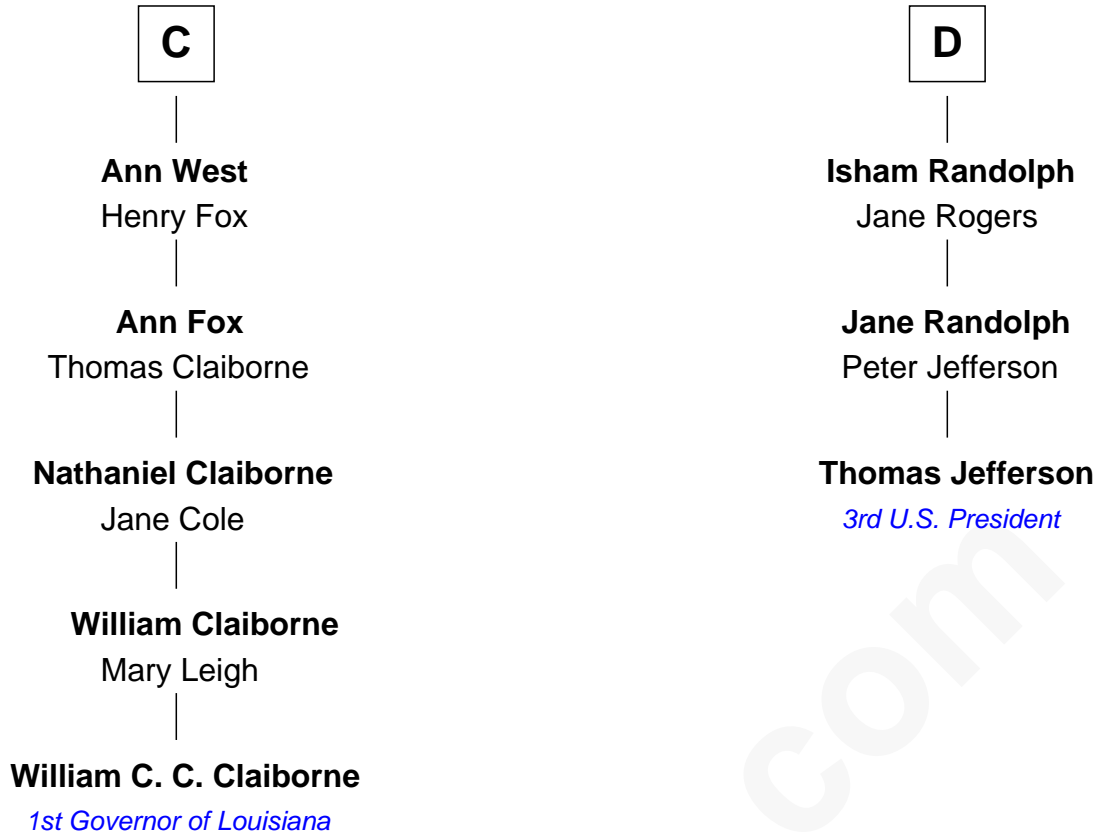 C
Ann West
Henry Fox
Ann Fox
Thomas Claiborne
Nathaniel Claiborne
Jane Cole
William Claiborne
Mary Leigh
William C. C. Claiborne
1st Governor of Louisiana
D
Isham Randolph
Jane Rogers
Jane Randolph
Peter Jefferson
Thomas Jefferson
3rd U.S. President
com